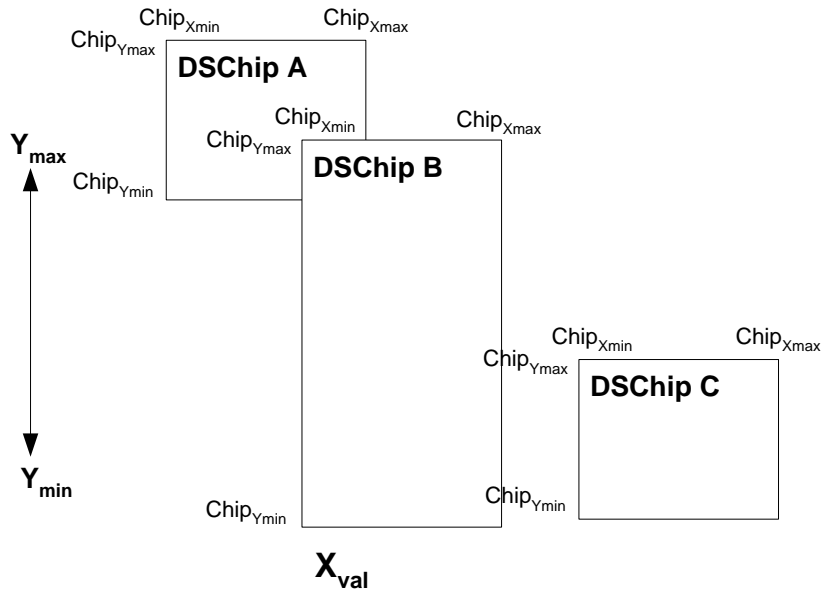 Chip_Xmin Chip_Xmax
Chip_Ymax
DSChip A
Chip_Xmin Chip_Xmax
Y_max
Chip_Ymax
DSChip B
Chip_Ymin
Chip_Xmin Chip_Xmax
Chip_Ymax
DSChip C
Y_min
Chip_Ymin
Chip_Ymin
X_val